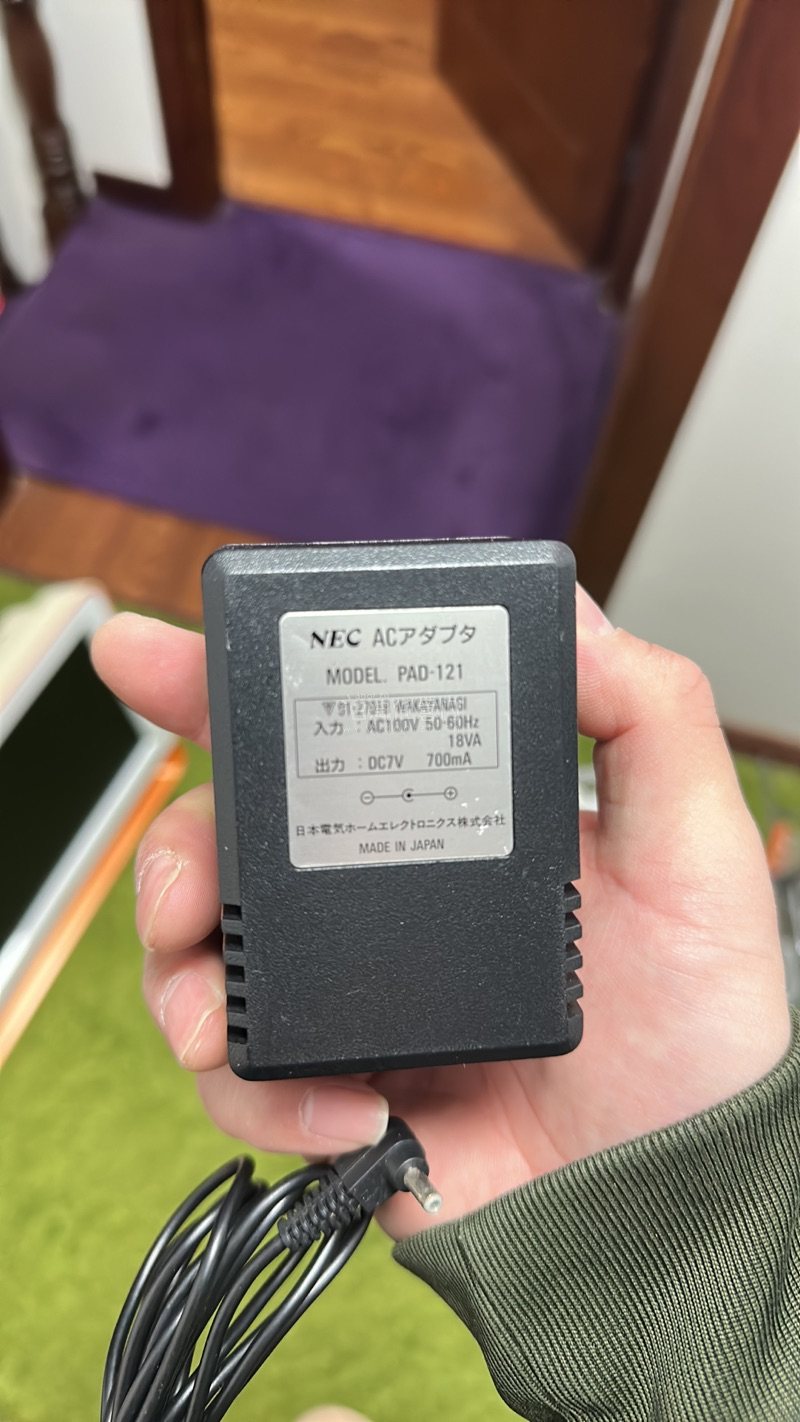 NEC ACアダプタ
MODEL. PAD-121
WAKAYANAGI
入力 : AC100V 50-60Hz
18VA
出力 : DC7V 700mA
日本電気ホームエレクトロニクス株式会社
MADE IN JAPAN